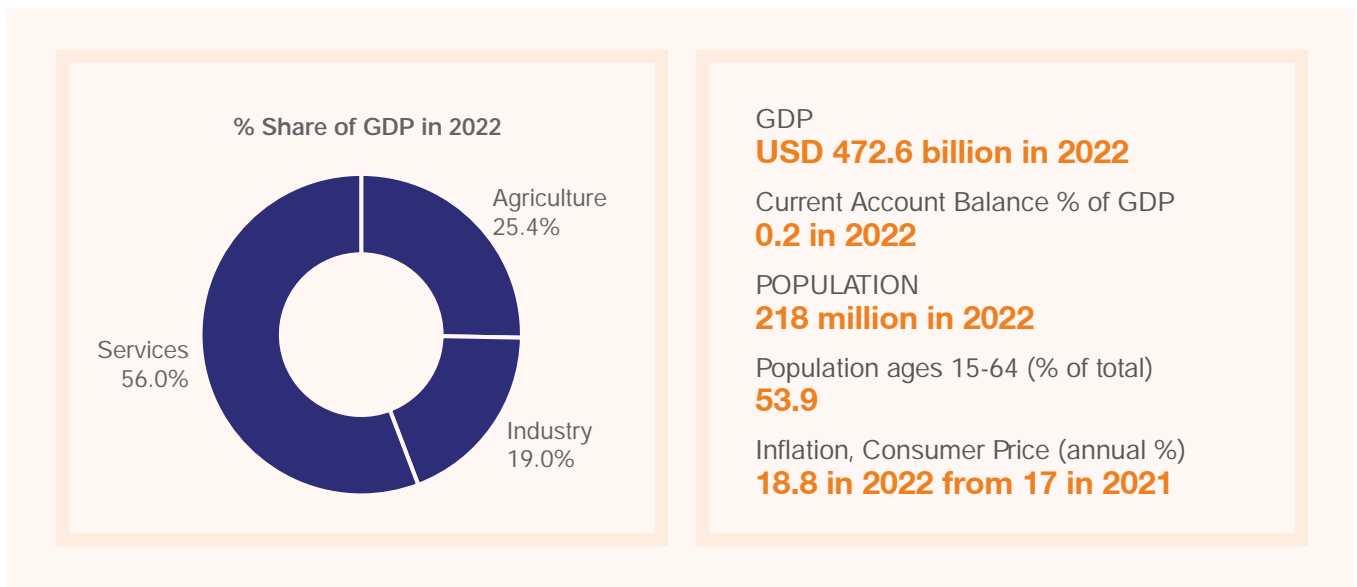 % Share of GDP in 2022
Agriculture
25.4%
Services
56.0%
Industry
19.0%
GDP
USD 472.6 billion in 2022
Current Account Balance % of GDP
0.2 in 2022
POPULATION
218 million in 2022
Population ages 15-64 (% of total)
53.9
Inflation, Consumer Price (annual %)
18.8 in 2022 from 17 in 2021